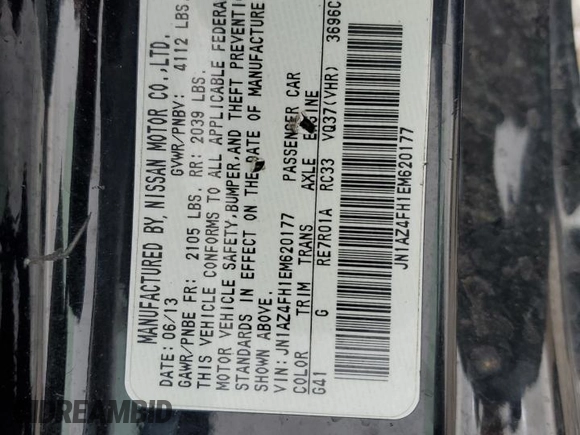 MANUFACTURED BY, NISSAN MOTOR CO., LTD.
DATE: 06/13 GVWR/PNBV: 4112 LBS.
GAWR/PNBE FR: 2105 LBS. RR: 2039 LBS.
THIS VEHICLE CONFORMS TO ALL APPLICABLE FEDERA
MOTOR VEHICLE SAFETY, BUMPER, AND THEFT PREVENTI
STANDARDS IN EFFECT ON THE DATE OF MANUFACTURE
SHOWN ABOVE.
VIN: JN1AZ4FH1EM620177 PASSENGER CAR
COLOR TRIM TRANS AXLE ENGINE
G41 G RE7R01A RC33 VQ37(VHR) 3696C
JN1AZ4FH1EM620177
IDREAMBID